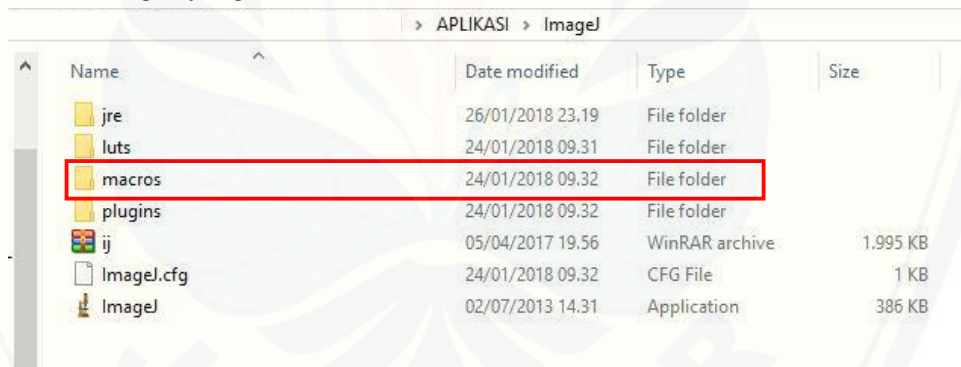 > APLIKASI > ImageJ
Name Date modified Type Size
jre 26/01/2018 23.19 File folder
luts 24/01/2018 09.31 File folder
macros 24/01/2018 09.32 File folder
plugins 24/01/2018 09.32 File folder
ij 05/04/2017 19.56 WinRAR archive 1.995 KB
ImageJ.cfg 24/01/2018 09.32 CFG File 1 KB
ImageJ 02/07/2013 14.31 Application 386 KB